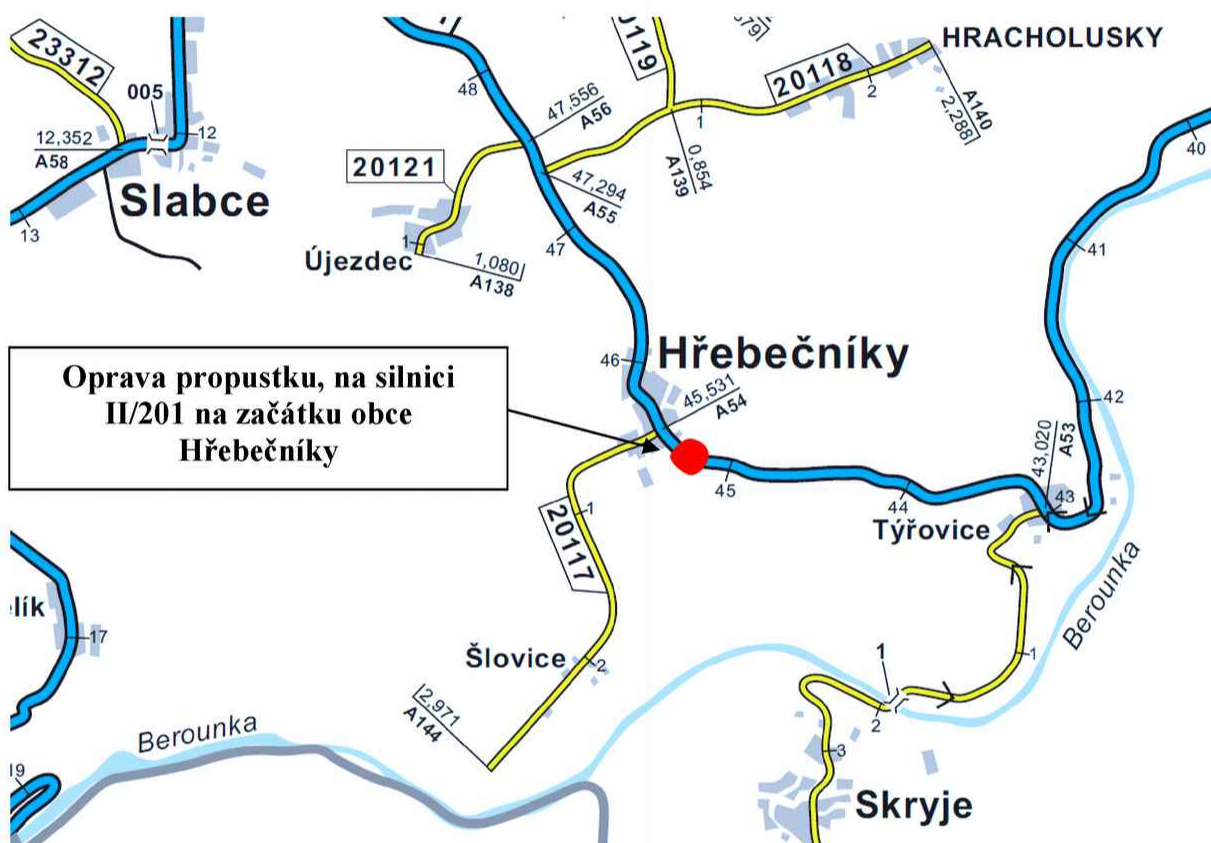 23312
005
12,352
A58
12
Slabce
13
48
47,556
A56
20119
20118
2
HRACHOLUSKY
A140
2,288
1
0,854
A139
20121
47,294
A55
47
Újezdec
1
1,080
A138
40
41
42
Oprava propustku, na silnici
II/201 na začátku obce
Hřebečníky
46
Hřebečníky
45,531
A54
45
44
43,020
A53
43
Týřovice
Berounka
1
20117
lík
17
Šlovice
2
2,971
A144
Berounka
19
1
1
2
3
Skryje